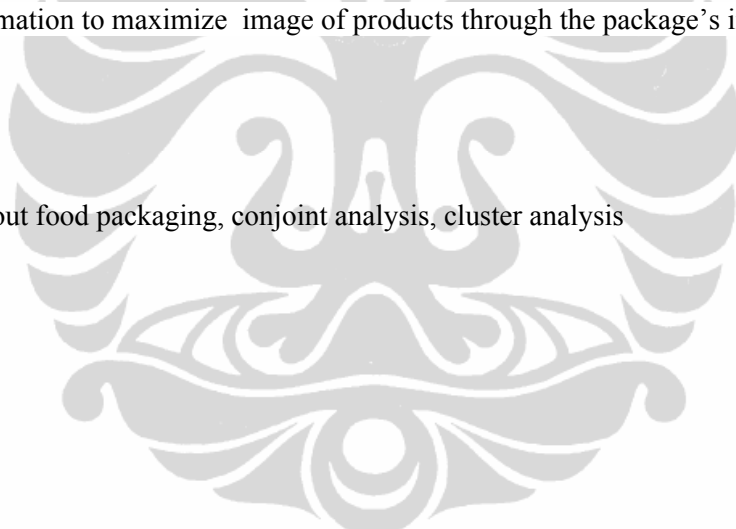 mation to maximize image of products through the package's i
out food packaging, conjoint analysis, cluster analysis